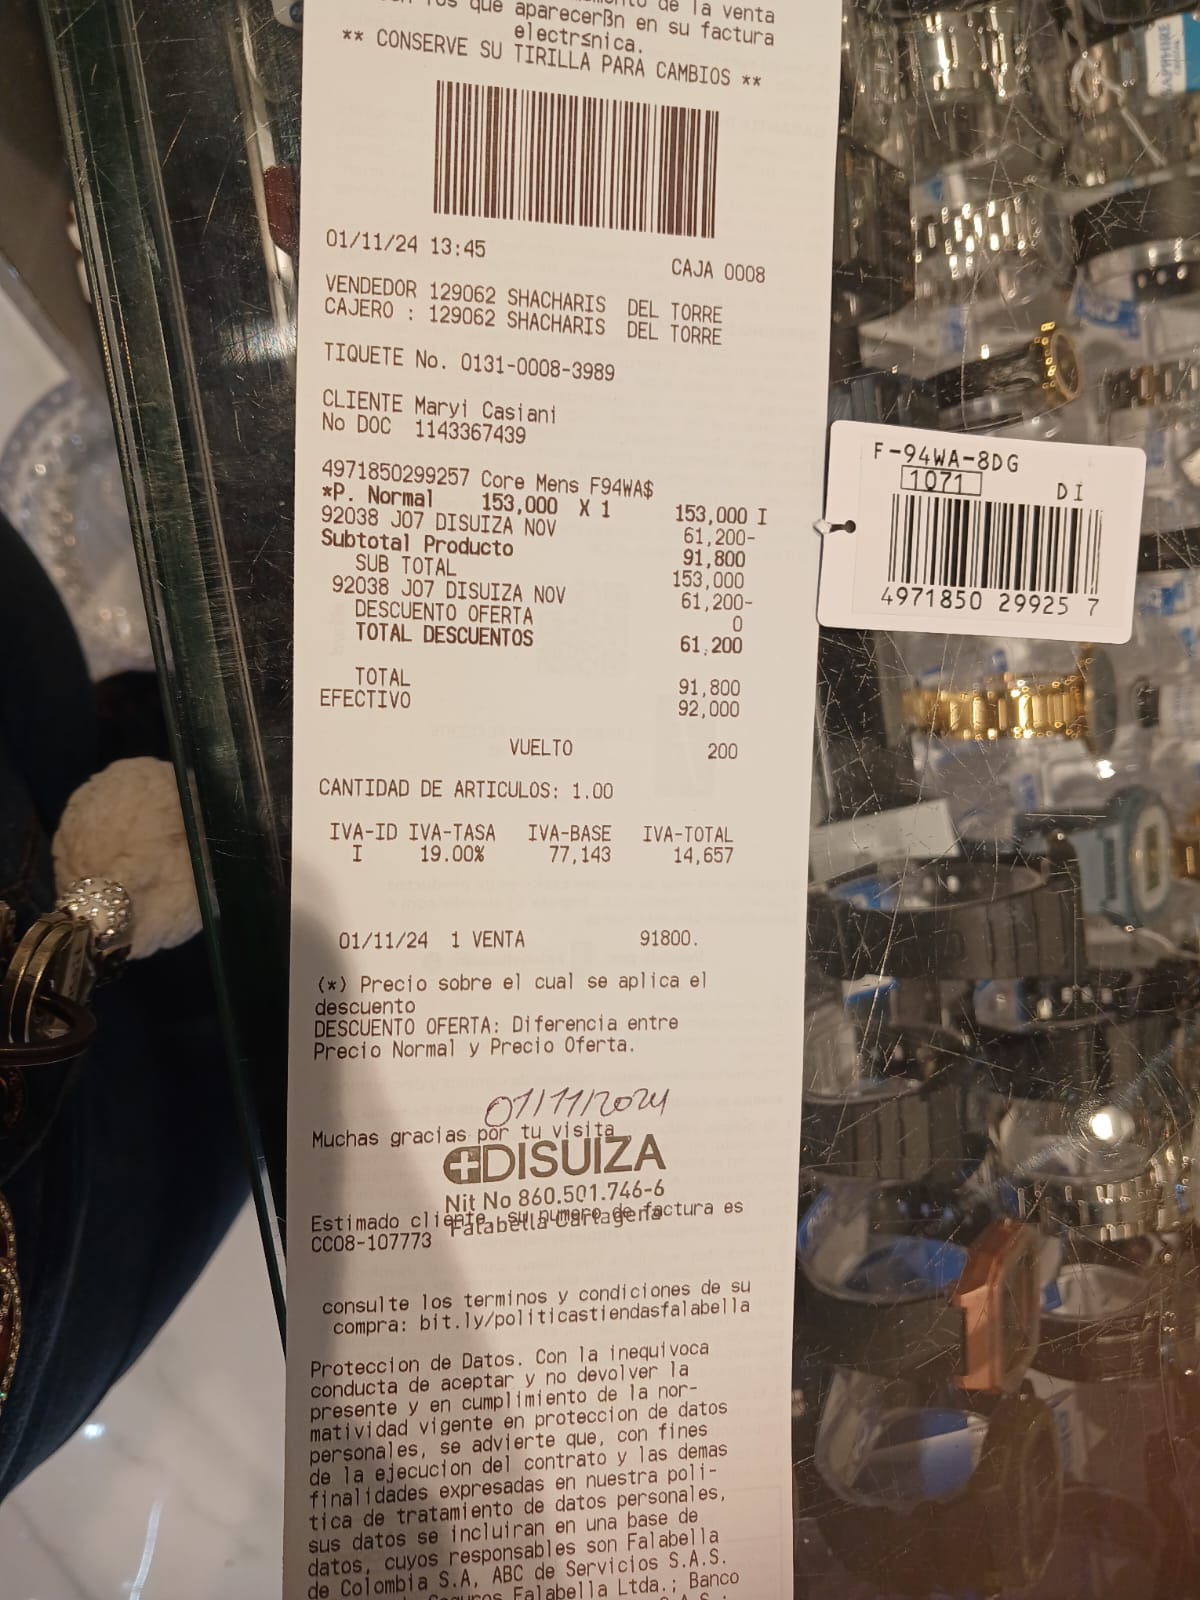 que aparecerßn en su factura
electrsnica.
** CONSERVE SU TIRILLA PARA CAMBIOS **
01/11/24 13:45
CAJA 0008
VENDEDOR 129062 SHACHARIS DEL TORRE
CAJERO : 129062 SHACHARIS DEL TORRE
TIQUETE No. 0131-0008-3989
CLIENTE Maryi Casiani
No DOC 1143367439
4971850299257 Core Mens F94WA$
*P. Normal 153,000 X 1 153,000 I
92038 J07 DISUIZA NOV 61,200-
Subtotal Producto 91,800
SUB TOTAL 153,000
92038 J07 DISUIZA NOV 61,200-
DESCUENTO OFERTA 0
TOTAL DESCUENTOS 61,200
TOTAL 91,800
EFECTIVO 92,000
VUELTO 200
CANTIDAD DE ARTICULOS: 1.00
IVA-ID IVA-TASA IVA-BASE IVA-TOTAL
I 19.00% 77,143 14,657
01/11/24 1 VENTA 91800.
(*) Precio sobre el cual se aplica el
descuento
DESCUENTO OFERTA: Diferencia entre
Precio Normal y Precio Oferta.
01/11/2024
Muchas gracias por tu visita
DISUIZA
Nit No 860.501.746-6
Falabella Cartagena
Estimado cliente, su numero de factura es
CC08-107773
consulte los terminos y condiciones de su
compra: bit.ly/politicastiendasfalabella
Proteccion de Datos. Con la inequivoca
conducta de aceptar y no devolver la
presente y en cumplimiento de la nor-
matividad vigente en proteccion de datos
personales, se advierte que, con fines
de la ejecucion del contrato y las demas
finalidades expresadas en nuestra poli-
tica de tratamiento de datos personales,
sus datos se incluiran en una base de
datos, cuyos responsables son Falabella
de Colombia S.A, ABC de Servicios S.A.S.
Falabella Ltda.; Banco
F-94WA-8DG
1071
DI
4971850 29925 7